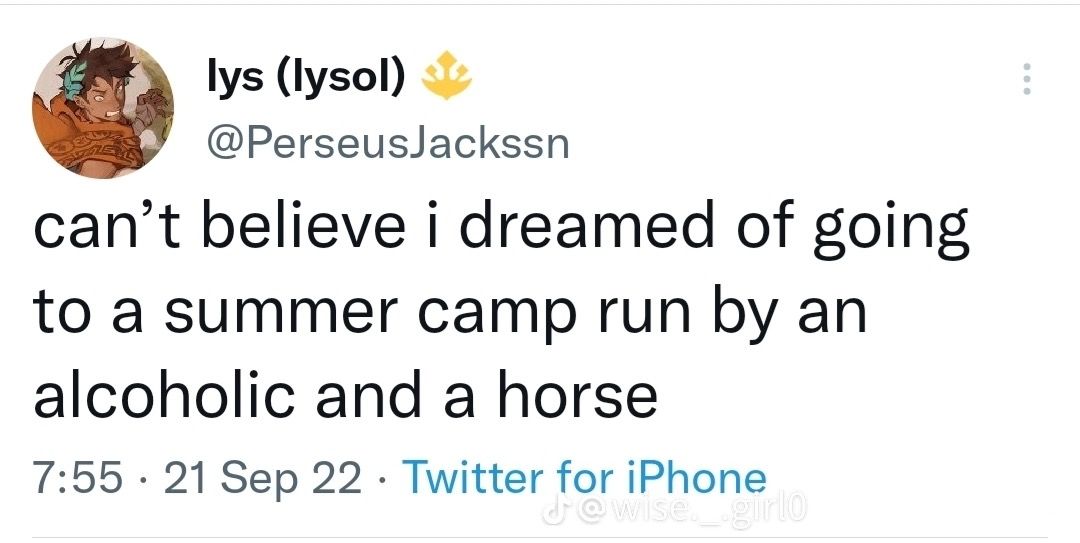 lys (lysol)
@PerseusJackssn
can’t believe i dreamed of going
to a summer camp run by an
alcoholic and a horse
7:55 · 21 Sep 22 · Twitter for iPhone
@wise._.girl0